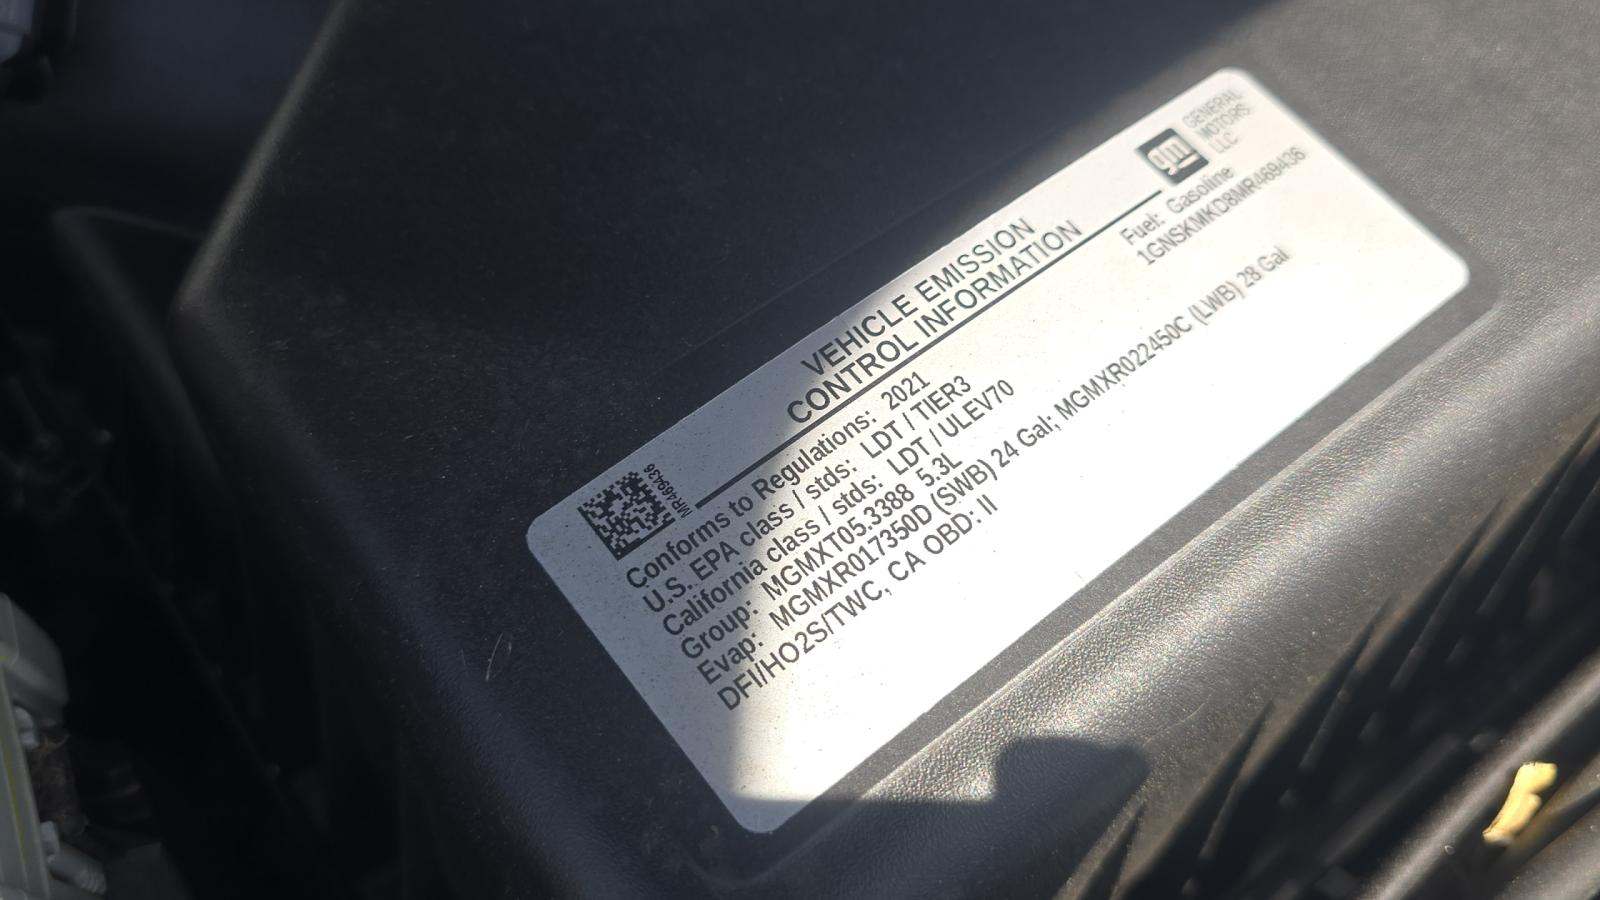 gm GENERAL
MOTORS
LLC
VEHICLE EMISSION
CONTROL INFORMATION
Fuel: Gasoline
1GNSKMKD8MR469436
MR469436
Conforms to Regulations: 2021
U.S. EPA class / stds: LDT / TIER3
California class / stds: LDT / ULEV70
Group: MGMXT05.3388 5.3L
Evap: MGMXR017350D (SWB) 24 Gal; MGMXR022450C (LWB) 28 Gal
DFI/HO2S/TWC, CA OBD: II